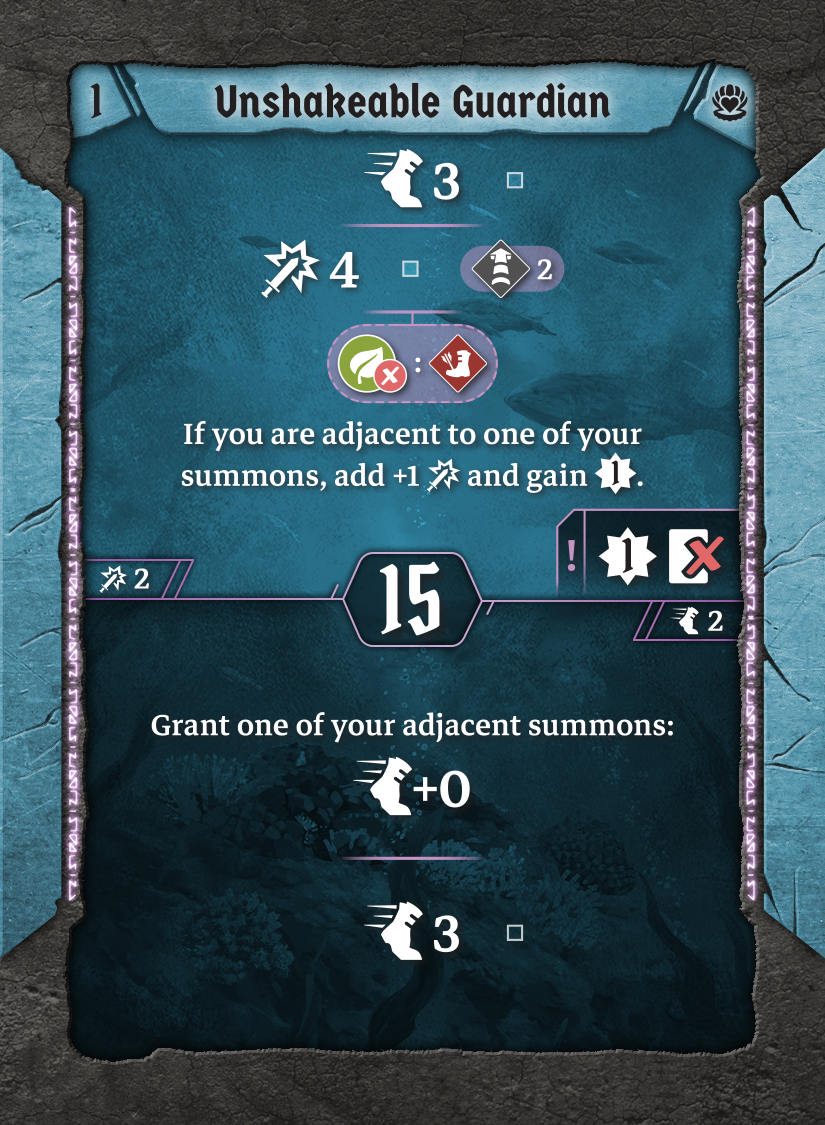 1
Unshakeable Guardian
3
4
2
:
If you are adjacent to one of your
summons, add +1 and gain 1.
! 1
2
15
2
Grant one of your adjacent summons:
+0
3